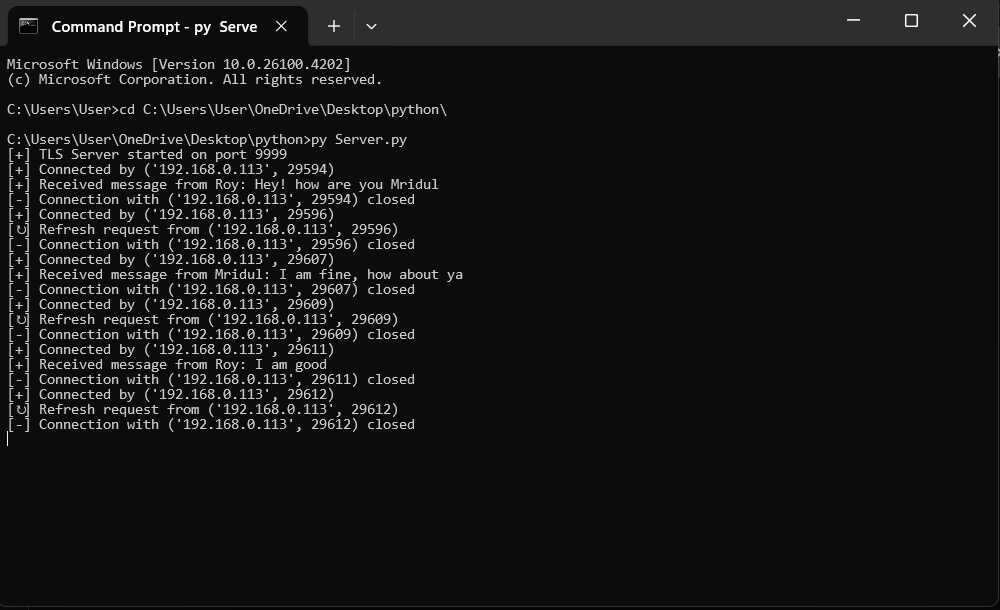 Command Prompt - py  Serve
Microsoft Windows [Version 10.0.26100.4202]
(c) Microsoft Corporation. All rights reserved.
C:\Users\User>cd C:\Users\User\OneDrive\Desktop\python\
C:\Users\User\OneDrive\Desktop\python>py Server.py
[+] TLS Server started on port 9999
[+] Connected by ('192.168.0.113', 29594)
[+] Received message from Roy: Hey! how are you Mridul
[-] Connection with ('192.168.0.113', 29594) closed
[+] Connected by ('192.168.0.113', 29596)
[↻] Refresh request from ('192.168.0.113', 29596)
[-] Connection with ('192.168.0.113', 29596) closed
[+] Connected by ('192.168.0.113', 29607)
[+] Received message from Mridul: I am fine, how about ya
[-] Connection with ('192.168.0.113', 29607) closed
[+] Connected by ('192.168.0.113', 29609)
[↻] Refresh request from ('192.168.0.113', 29609)
[-] Connection with ('192.168.0.113', 29609) closed
[+] Connected by ('192.168.0.113', 29611)
[+] Received message from Roy: I am good
[-] Connection with ('192.168.0.113', 29611) closed
[+] Connected by ('192.168.0.113', 29612)
[↻] Refresh request from ('192.168.0.113', 29612)
[-] Connection with ('192.168.0.113', 29612) closed